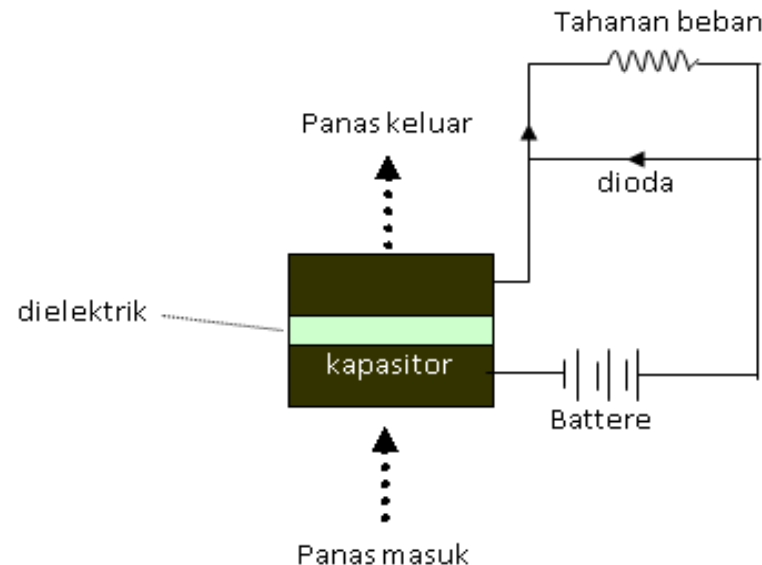 Tahanan beban
Panas keluar
dioda
dielektrik
kapasitor
Battere
Panas masuk